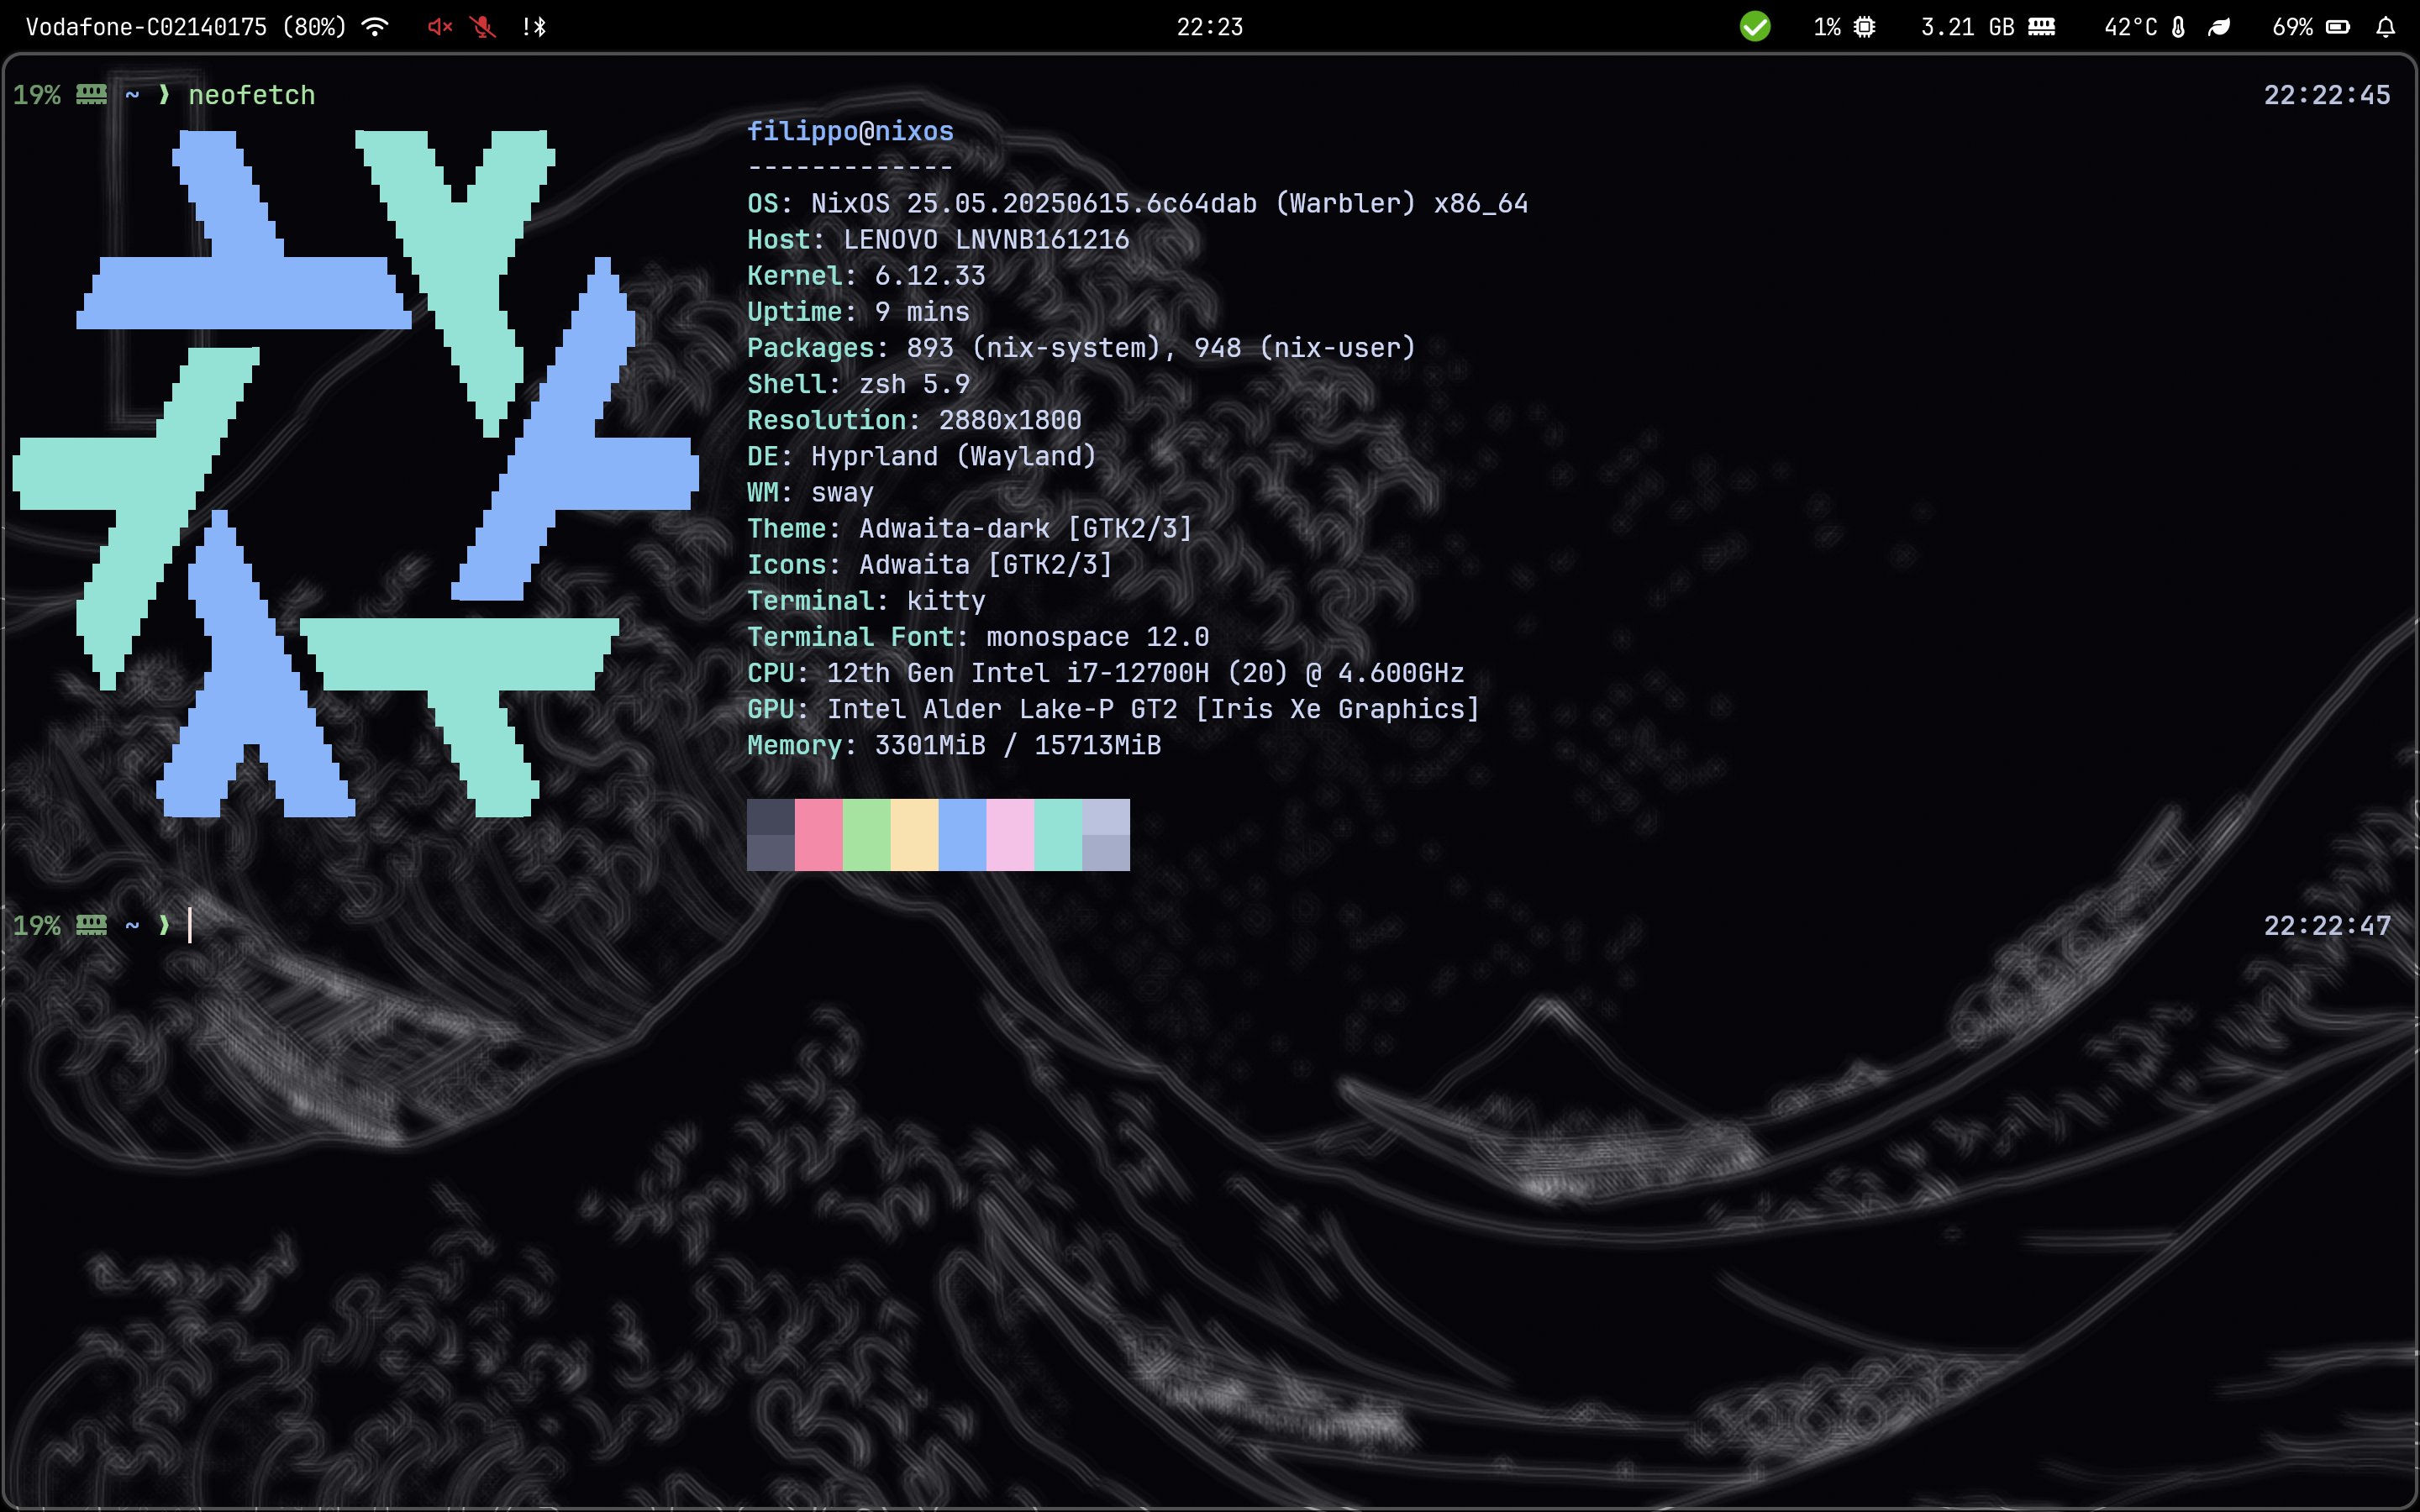 Vodafone-C02140175 (80%) ! 22:23 1% 3.21 GB 42°C 69%
19% ~ ❱ neofetch 22:22:45
filippo@nixos
-------------
OS: NixOS 25.05.20250615.6c64dab (Warbler) x86_64
Host: LENOVO LNVNB161216
Kernel: 6.12.33
Uptime: 9 mins
Packages: 893 (nix-system), 948 (nix-user)
Shell: zsh 5.9
Resolution: 2880x1800
DE: Hyprland (Wayland)
WM: sway
Theme: Adwaita-dark [GTK2/3]
Icons: Adwaita [GTK2/3]
Terminal: kitty
Terminal Font: monospace 12.0
CPU: 12th Gen Intel i7-12700H (20) @ 4.600GHz
GPU: Intel Alder Lake-P GT2 [Iris Xe Graphics]
Memory: 3301MiB / 15713MiB
19% ~ ❱ 22:22:47